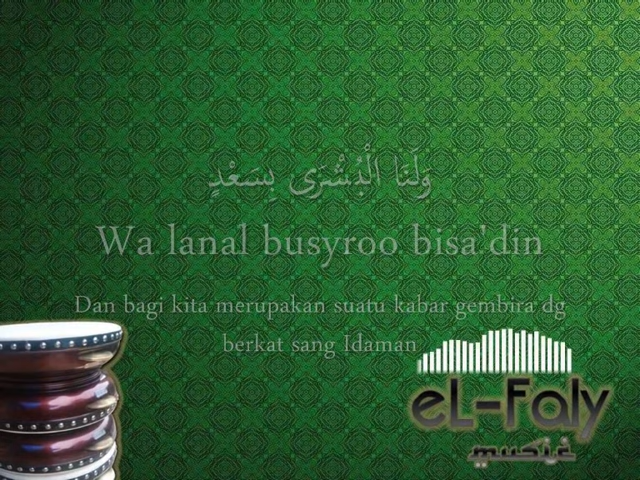 وَلَنَا الْبُشْرَى بِسَعْدٍ
Wa lanal busyroo bisa'din
Dan bagi kita merupakan suatu kabar gembira dg
berkat sang Idaman
eL-Faly
music